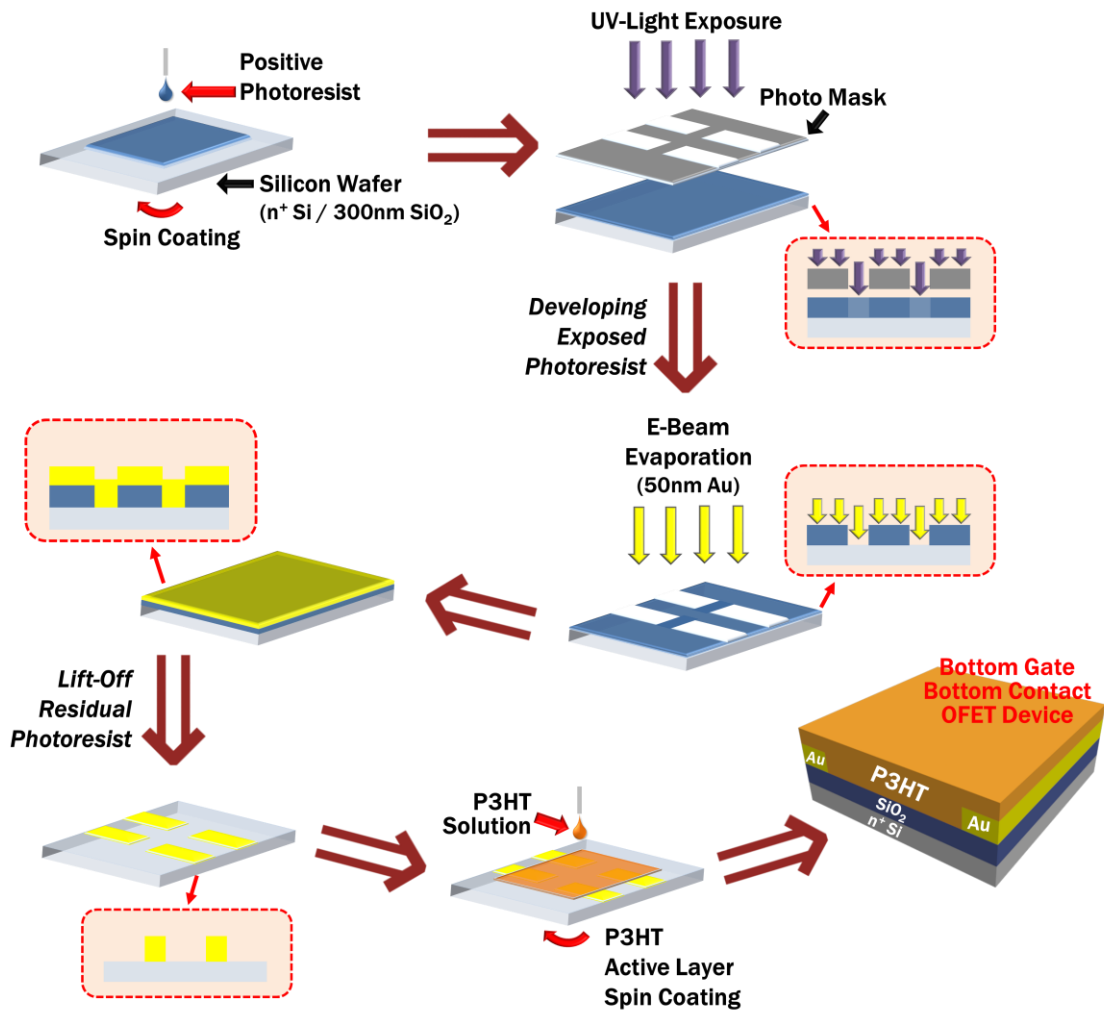 Positive
Photoresist
Silicon Wafer
(n⁺ Si / 300nm SiO₂)
Spin Coating
UV-Light Exposure
Photo Mask
Developing
Exposed
Photoresist
E-Beam
Evaporation
(50nm Au)
Lift-Off
Residual
Photoresist
P3HT
Solution
P3HT
Active Layer
Spin Coating
Bottom Gate
Bottom Contact
OFET Device
Au
P3HT
Au
SiO₂
n⁺ Si